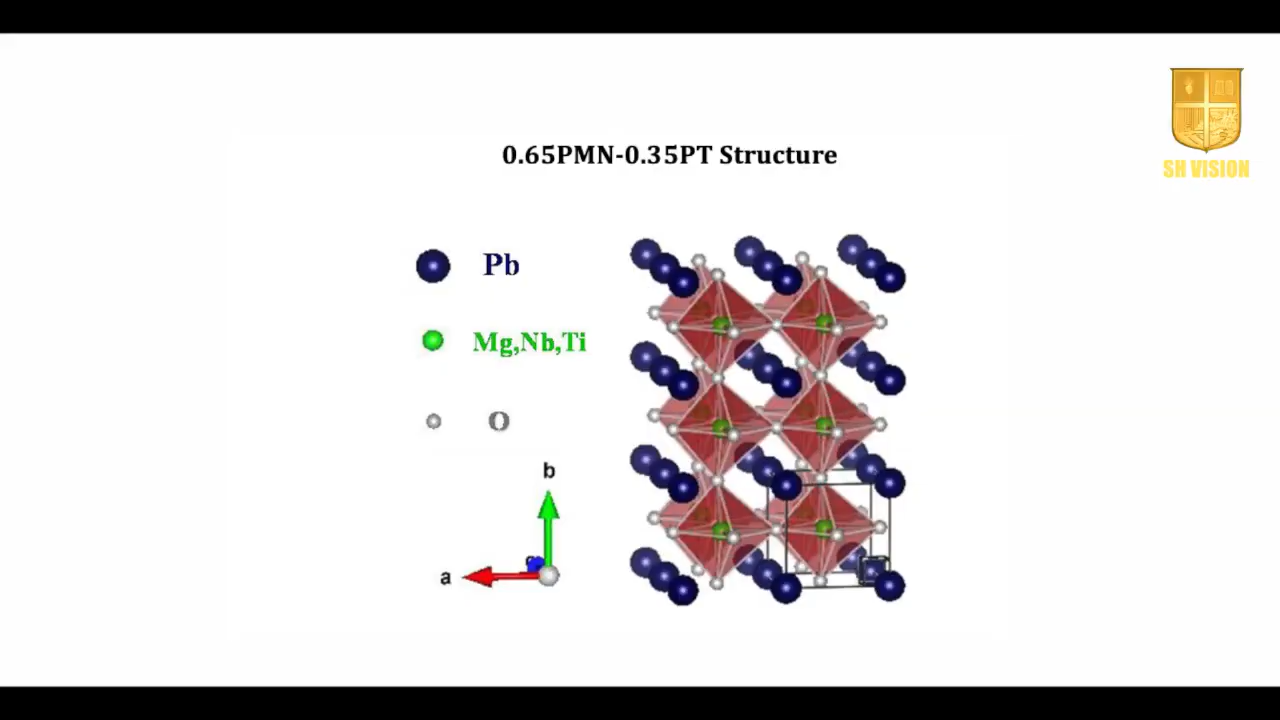 0.65PMN-0.35PT Structure
SH VISION
Pb
Mg,Nb,Ti
O
b
a